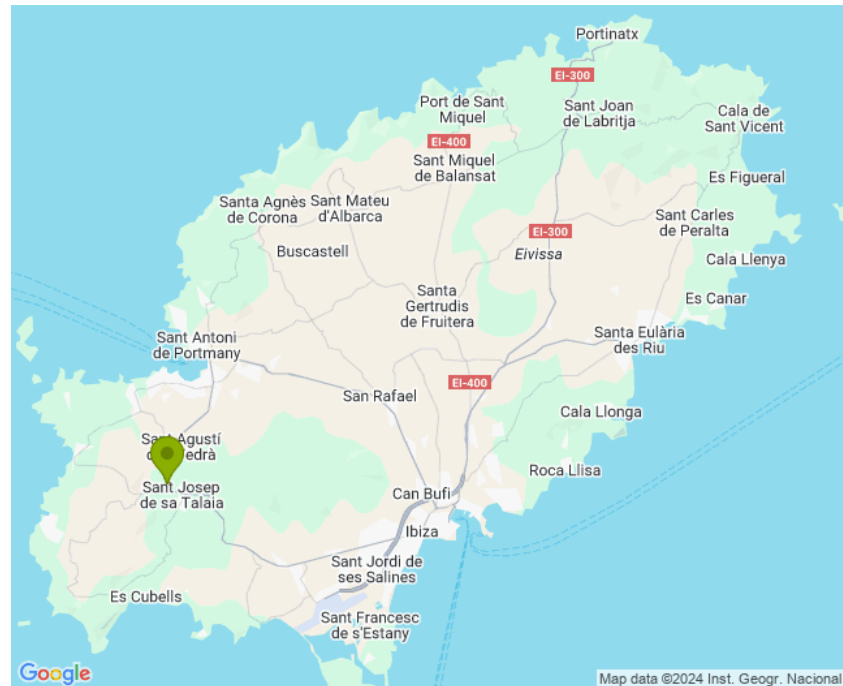 Portinatx
EI-300
Port de Sant
Miquel
Sant Joan
de Labritja
Cala de
Sant Vicent
EI-400
Sant Miquel
de Balansat
Es Figueral
Santa Agnès
de Corona
Sant Mateu
d'Albarca
Sant Carles
de Peralta
EI-300
Buscastell
Eivissa
Cala Llenya
Santa
Gertrudis
de Fruitera
Es Canar
Sant Antoni
de Portmany
Santa Eulària
des Riu
EI-400
San Rafael
Cala Llonga
Sant Agustí
Roca Llisa
Sant Josep
de sa Talaia
Can Bufí
Ibiza
Sant Jordi de
ses Salines
Es Cubells
Sant Francesc
de s'Estany
Google
Map data ©2024 Inst. Geogr. Nacional